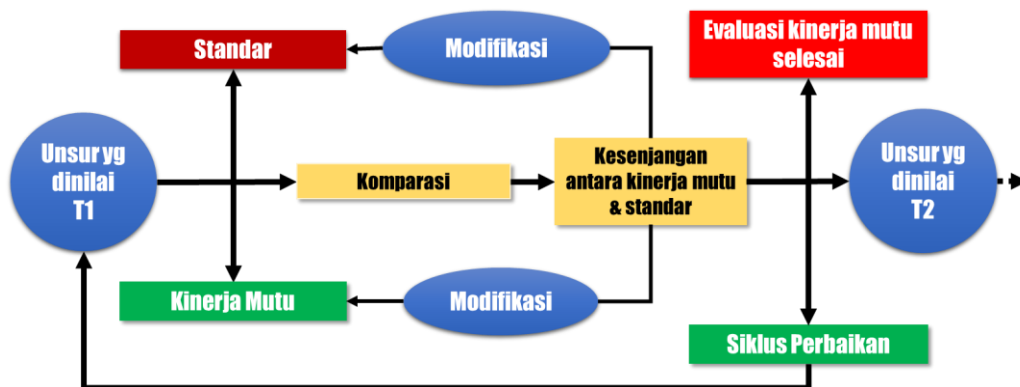 Standar
Modifikasi
Evaluasi kinerja mutu
selesai
Unsur yg
dinilai
T1
Komparasi
Kesenjangan
antara kinerja mutu
& standar
Unsur yg
dinilai
T2
Kinerja Mutu
Modifikasi
Siklus Perbaikan